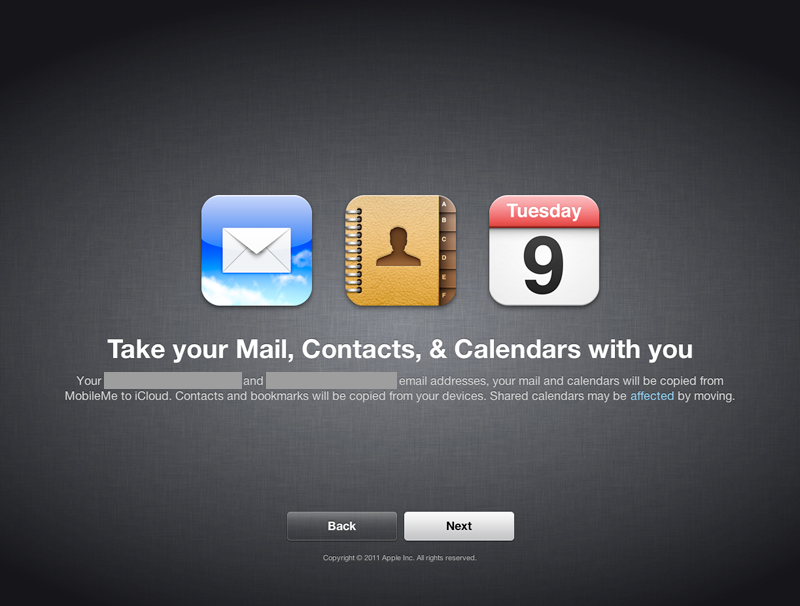 Tuesday
9
A
B
C
D
E
F
Take your Mail, Contacts, & Calendars with you
Your and email addresses, your mail and calendars will be copied from
MobileMe to iCloud. Contacts and bookmarks will be copied from your devices. Shared calendars may be affected by moving.
Back Next
Copyright © 2011 Apple Inc. All rights reserved.